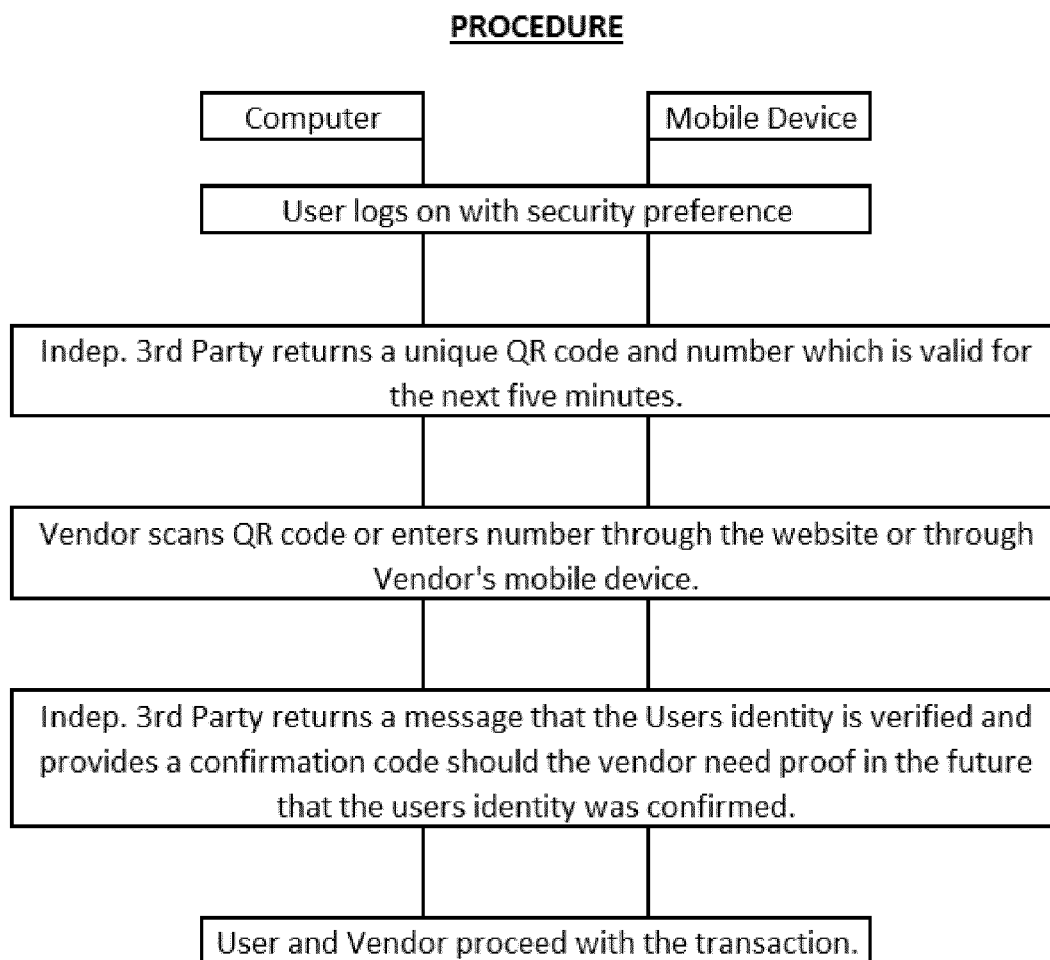 PROCEDURE
Computer
Mobile Device
User logs on with security preference
Indep. 3rd Party returns a unique QR code and number which is valid for
the next five minutes.
Vendor scans QR code or enters number through the website or through
Vendor's mobile device.
Indep. 3rd Party returns a message that the Users identity is verified and
provides a confirmation code should the vendor need proof in the future
that the users identity was confirmed.
User and Vendor proceed with the transaction.